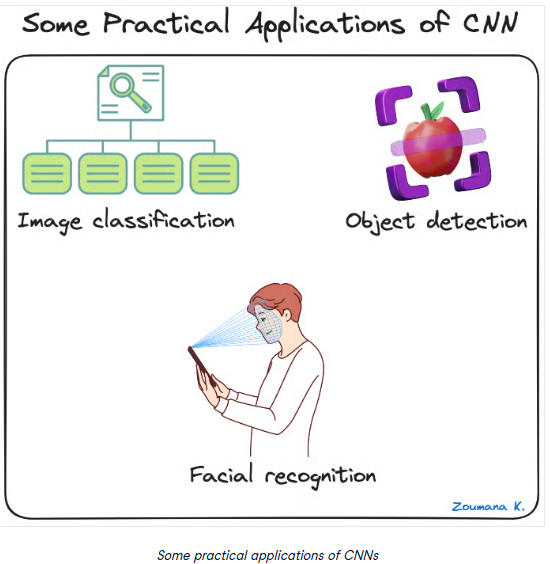 Some Practical Applications of CNN
Image classification
Object detection
Facial recognition
Zoumana K.
Some practical applications of CNNs